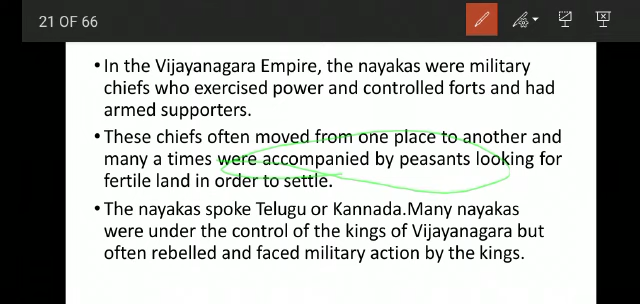 21 OF 66
• In the Vijayanagara Empire, the nayakas were military
chiefs who exercised power and controlled forts and had
armed supporters.
• These chiefs often moved from one place to another and
many a times were accompanied by peasants looking for
fertile land in order to settle.
• The nayakas spoke Telugu or Kannada.Many nayakas
were under the control of the kings of Vijayanagara but
often rebelled and faced military action by the kings.